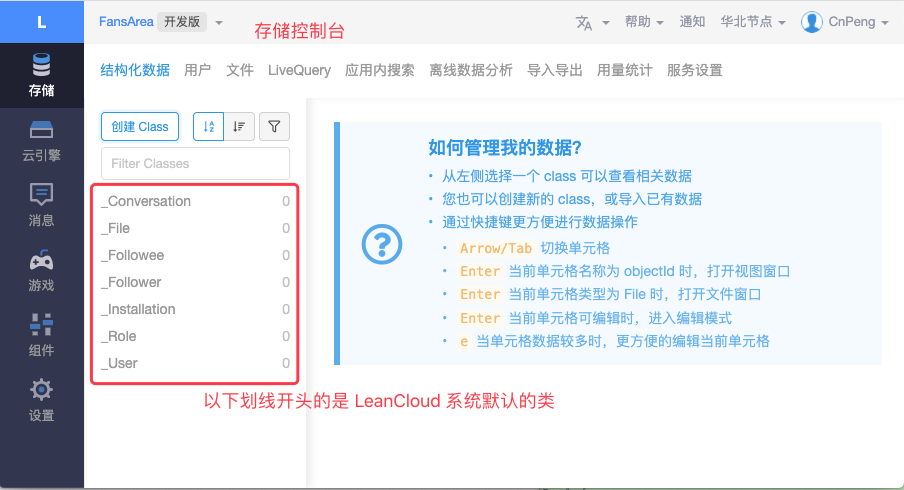 L
FansArea 开发版
存储控制台
帮助
通知
华北节点
CnPeng
存储
云引擎
消息
游戏
组件
设置
结构化数据 用户 文件 LiveQuery 应用内搜索 离线数据分析 导入导出 用量统计 服务设置
创建 Class
Filter Classes
_Conversation 0
_File 0
_Followee 0
_Follower 0
_Installation 0
_Role 0
_User 0
以下划线开头的是 LeanCloud 系统默认的类
如何管理我的数据?
• 从左侧选择一个 class 可以查看相关数据
• 您也可以创建新的 class，或导入已有数据
• 通过快捷键更方便进行数据操作
• Arrow/Tab 切换单元格
• Enter 当前单元格名称为 objectId 时，打开视图窗口
• Enter 当前单元格类型为 File 时，打开文件窗口
• Enter 当前单元格可编辑时，进入编辑模式
• e 当单元格数据较多时，更方便的编辑当前单元格